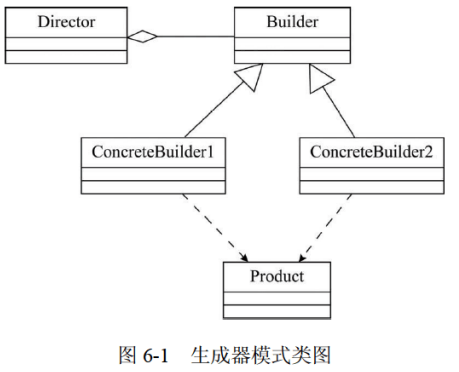 Director
Builder
ConcreteBuilder1
ConcreteBuilder2
Product
图 6-1 生成器模式类图